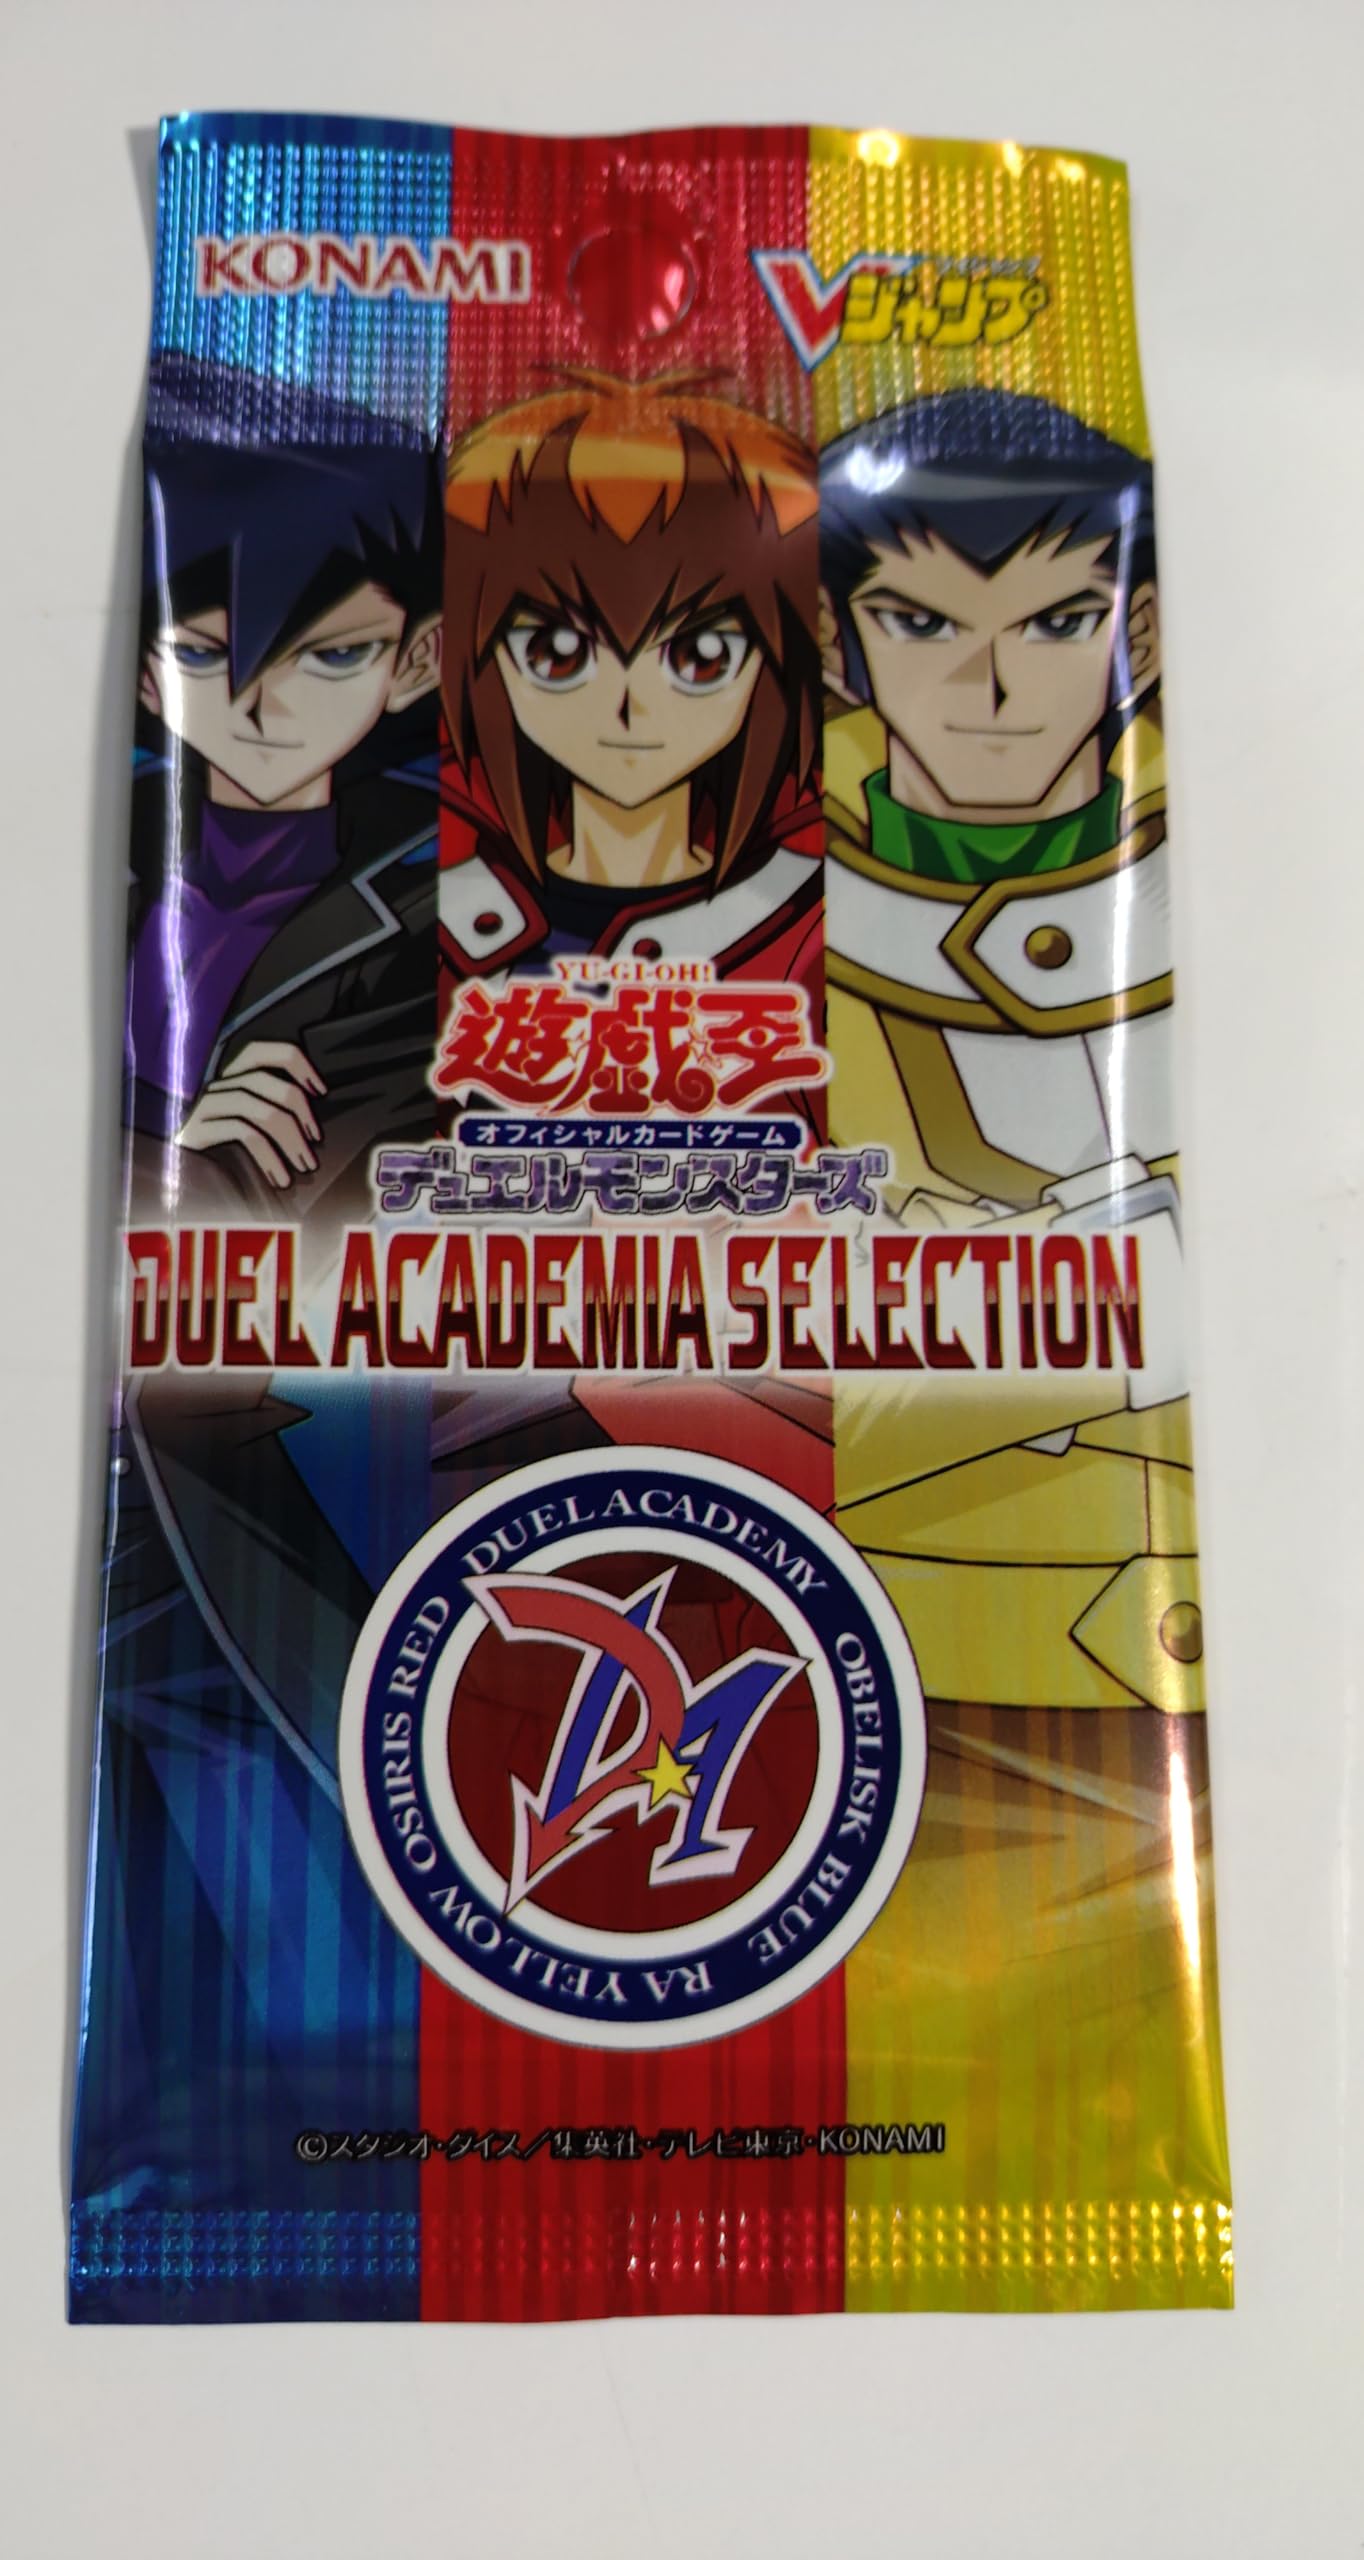 KONAMI
Vジャンプ
YU-GI-OH!
遊戯王
オフィシャルカードゲーム
デュエルモンスターズ
DUEL ACADEMIA SELECTION
DUEL ACADEMY
OBELISK BLUE
RA YELLOW
OSIRIS RED
©スタジオ・ダイス／集英社・テレビ東京・KONAMI